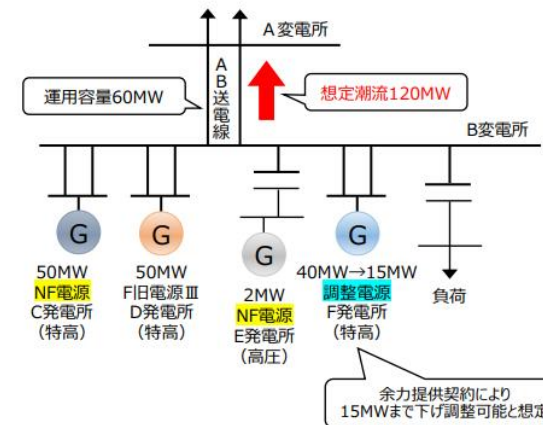 A変電所
AB送電線
運用容量60MW
想定潮流120MW
B変電所
G
G
G
G
50MW
NF電源
C発電所
(特高)
50MW
F旧電源Ⅲ
D発電所
(特高)
2MW
NF電源
E発電所
(高圧)
40MW→15MW
調整電源
F発電所
(特高)
負荷
余力提供契約により
15MWまで下げ調整可能と想定